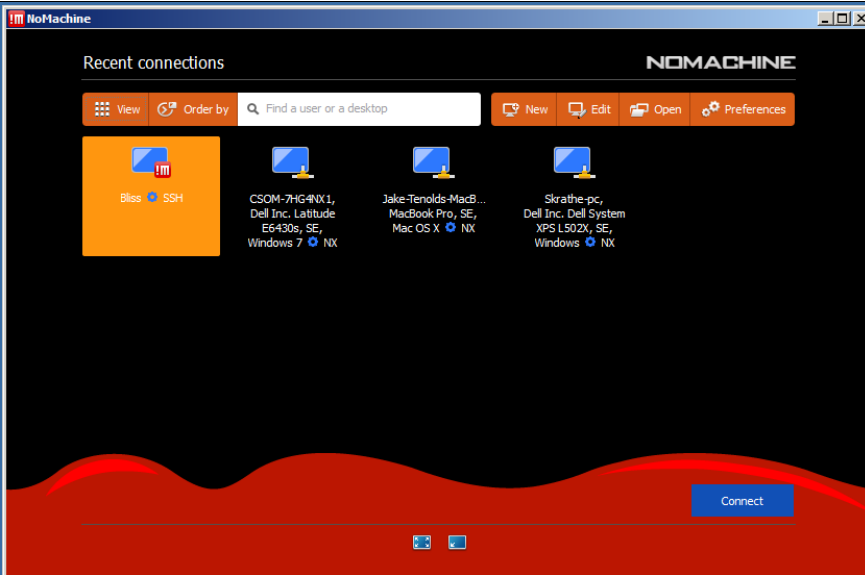 !M NoMachine
Recent connections
NOMACHINE
View
Order by
Find a user or a desktop
New
Edit
Open
Preferences
!M
Bliss SSH
CSOM-7HG4NX1,
Dell Inc. Latitude
E6430s, SE,
Windows 7 NX
Jake-Tenolds-MacB...
MacBook Pro, SE,
Mac OS X NX
Skrathe-pc,
Dell Inc. Dell System
XPS L502X, SE,
Windows NX
Connect